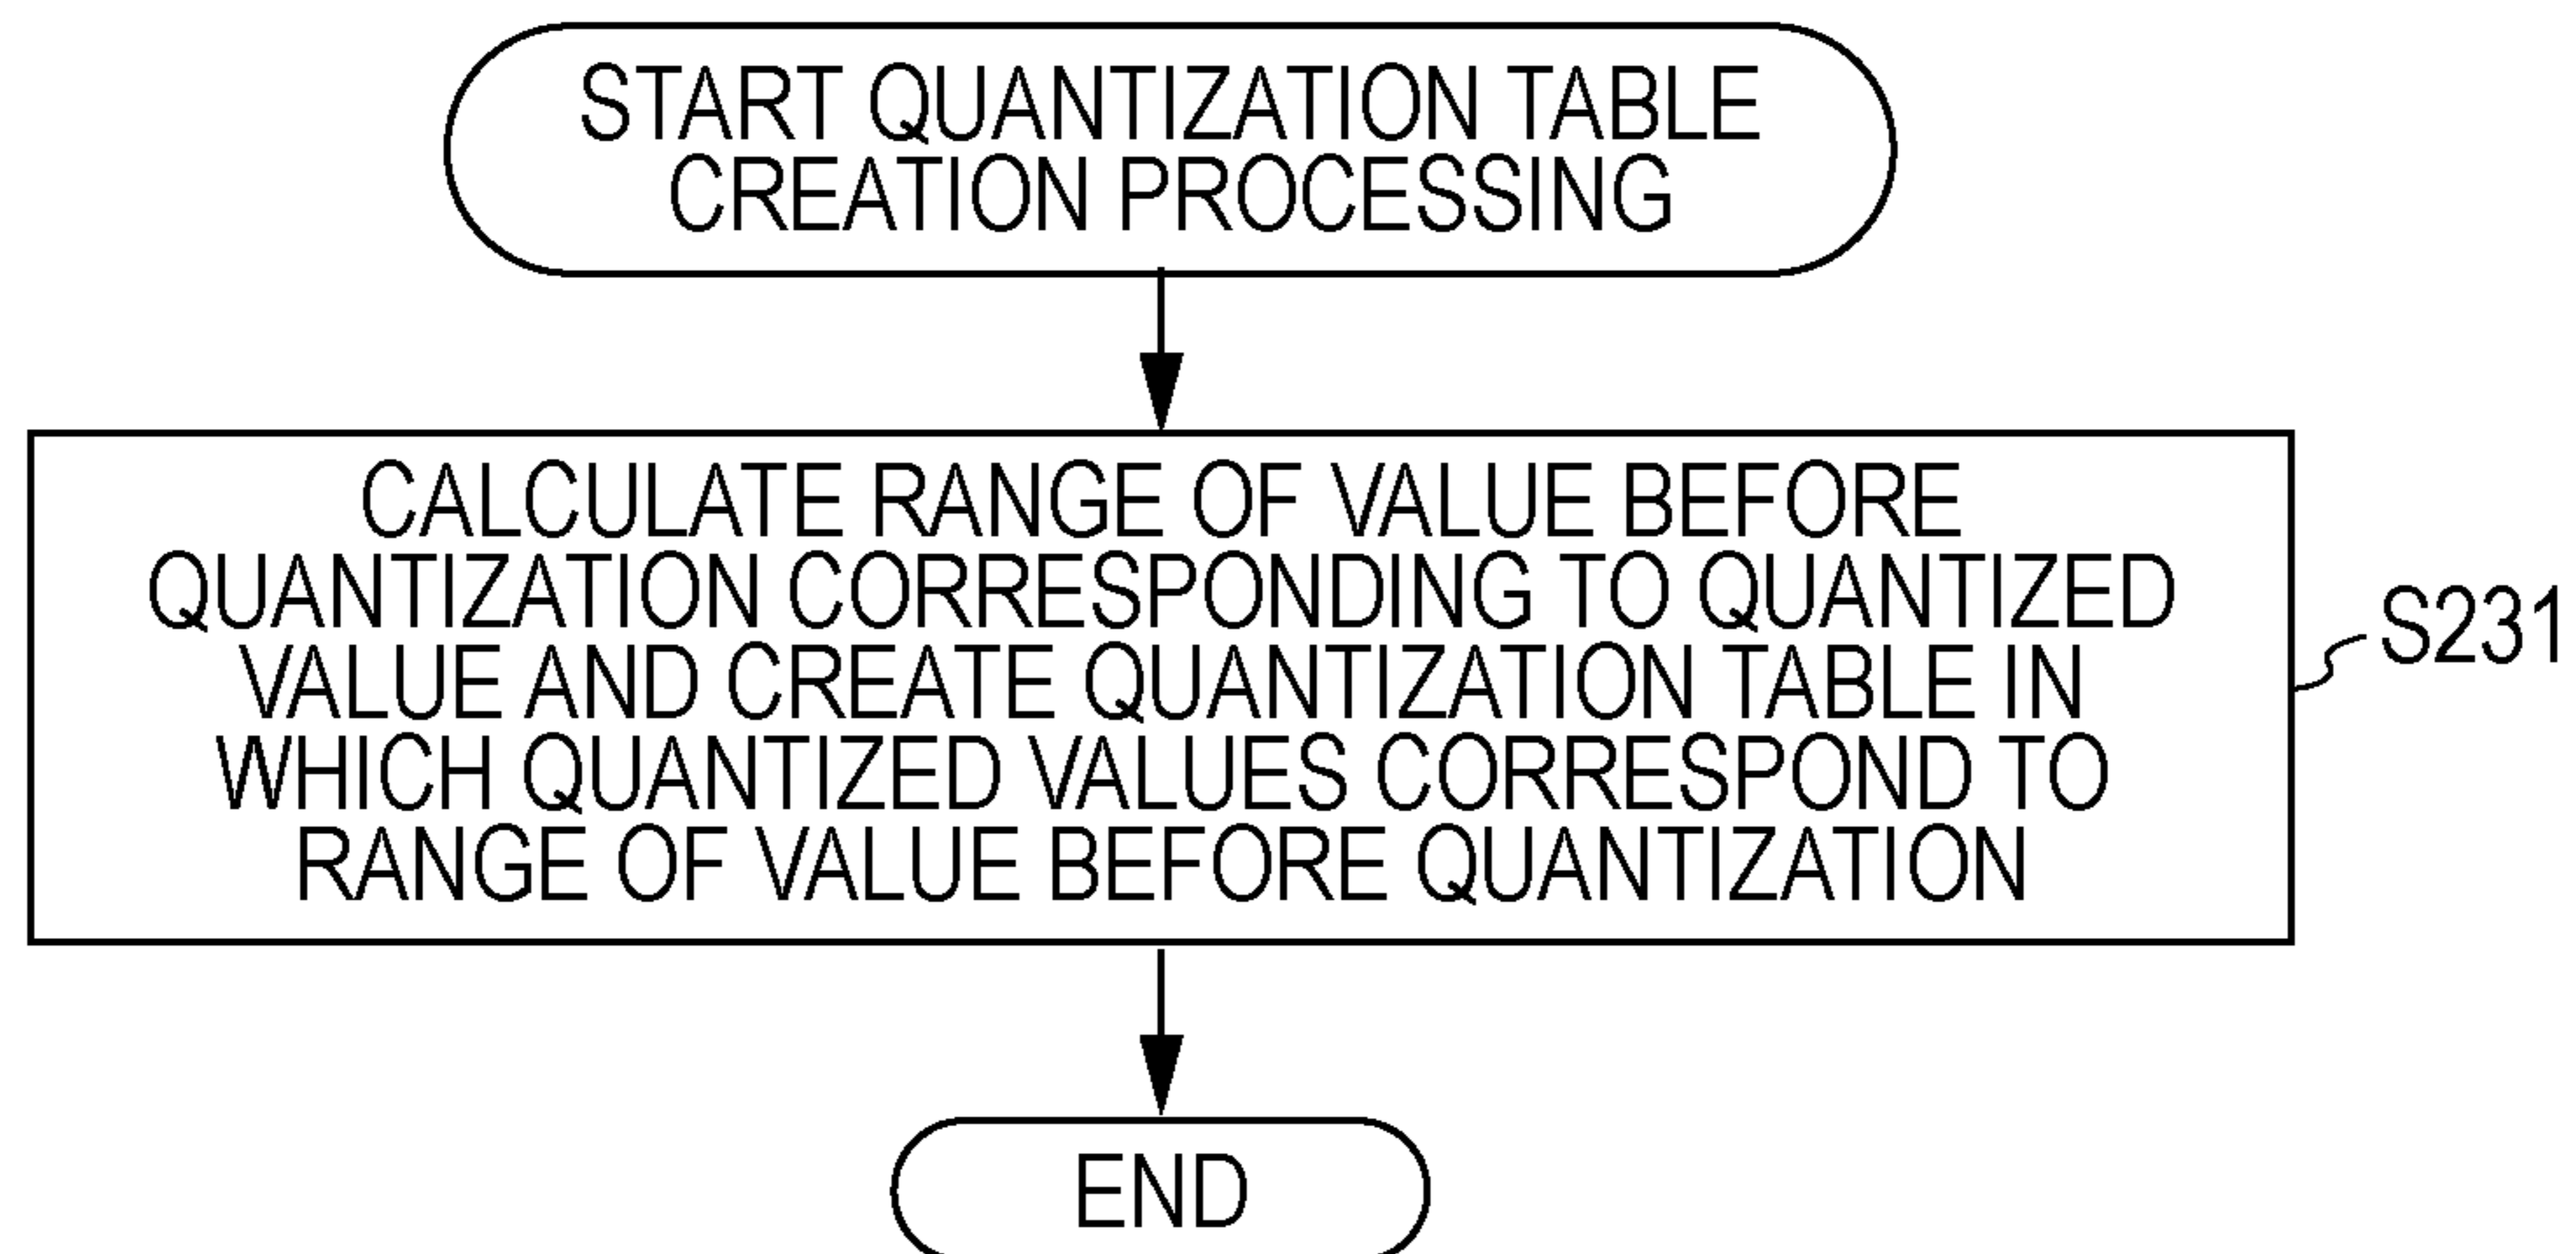 START QUANTIZATION TABLE
CREATION PROCESSING
CALCULATE RANGE OF VALUE BEFORE
QUANTIZATION CORRESPONDING TO QUANTIZED
VALUE AND CREATE QUANTIZATION TABLE IN
WHICH QUANTIZED VALUES CORRESPOND TO
RANGE OF VALUE BEFORE QUANTIZATION
S231
END